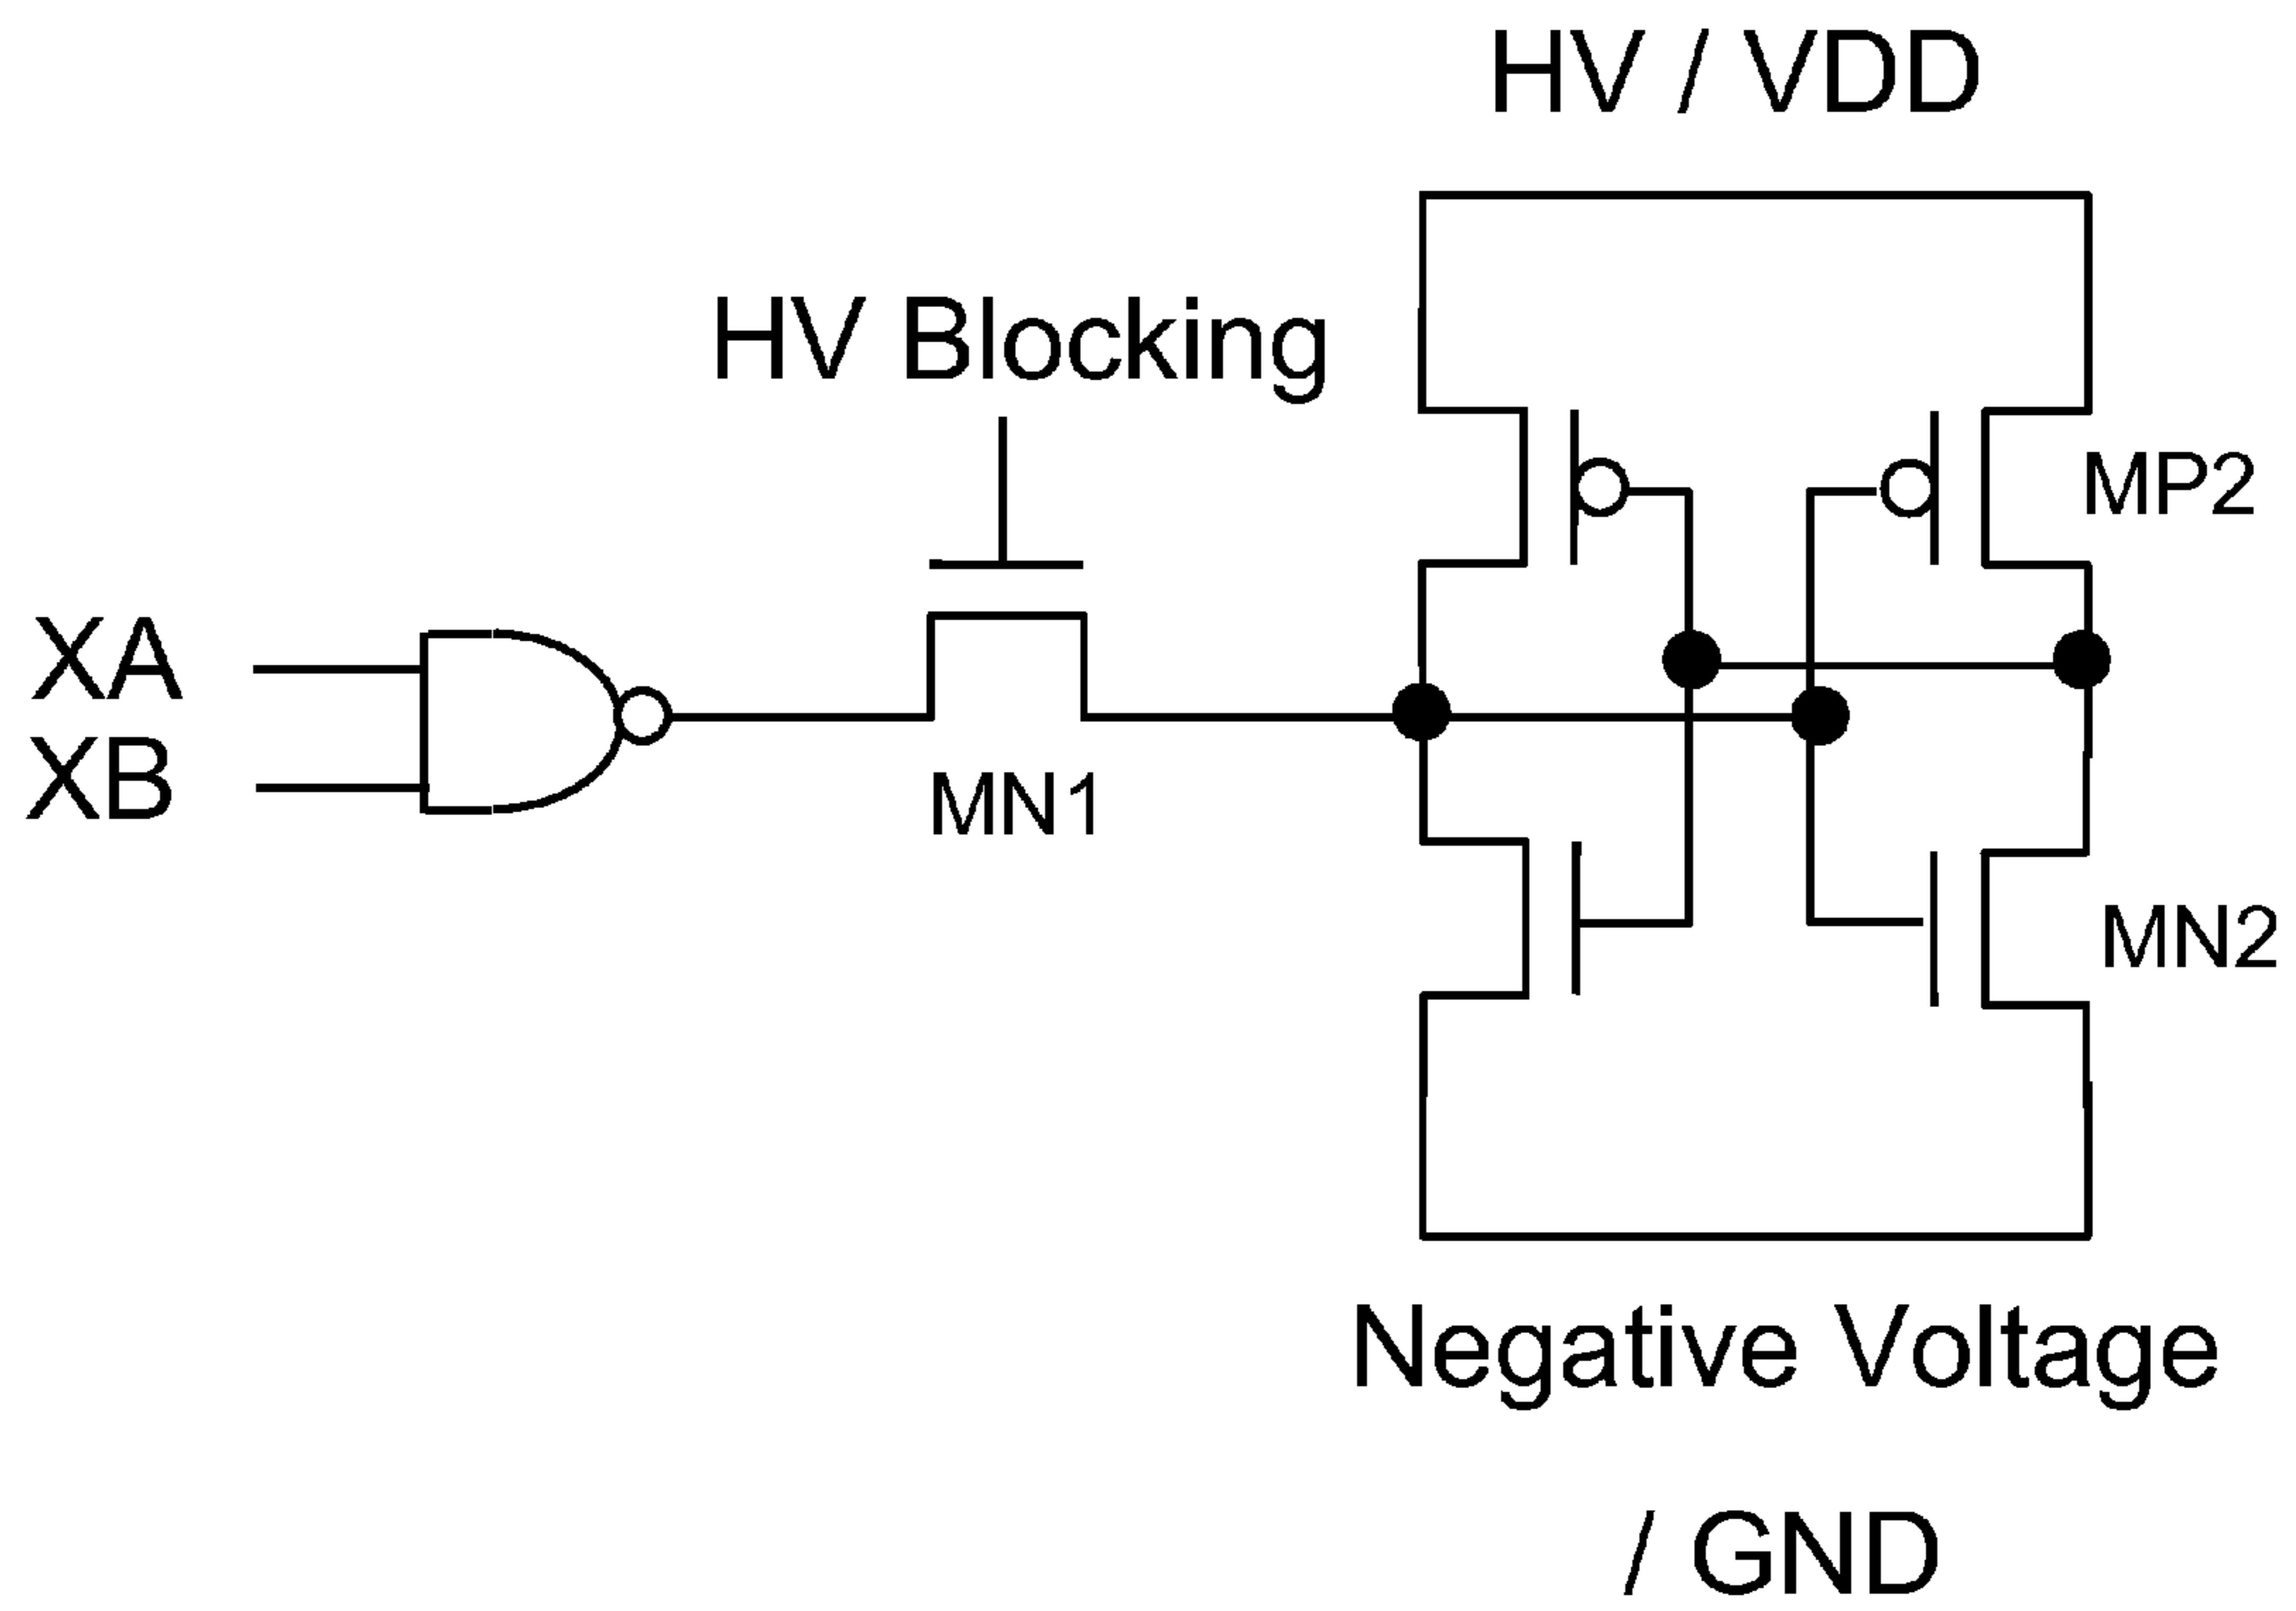 HV / VDD
HV Blocking
MP2
XA
XB
MN1
MN2
Negative Voltage
/ GND